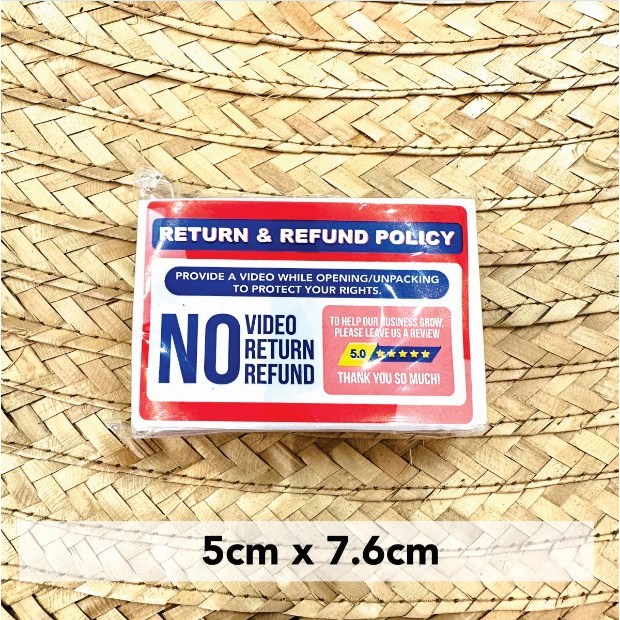 RETURN & REFUND POLICY
PROVIDE A VIDEO WHILE OPENING/UNPACKING
TO PROTECT YOUR RIGHTS.
NO
VIDEO
RETURN
REFUND
TO HELP OUR BUSINESS GROW,
PLEASE LEAVE US A REVIEW
5.0 ★★★★★
THANK YOU SO MUCH!
5cm x 7.6cm